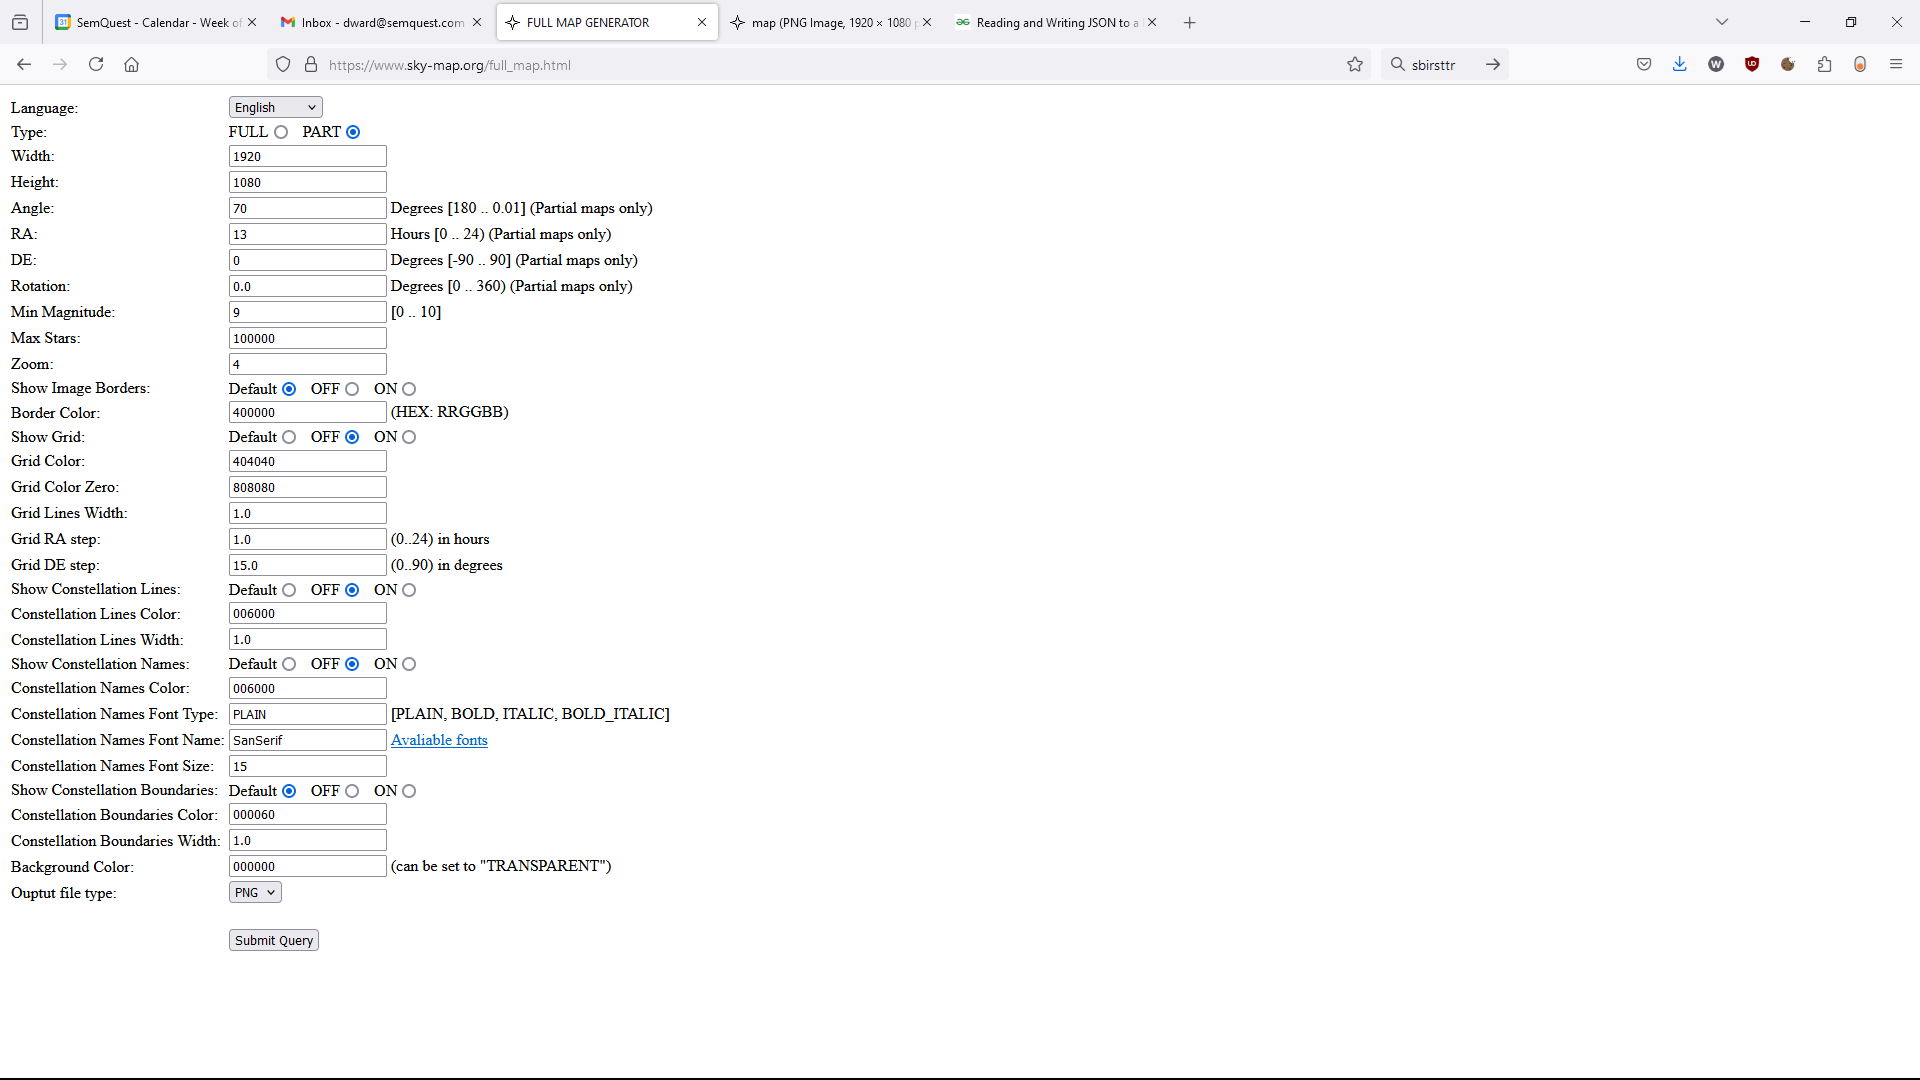 SemQuest - Calendar - Week of
Inbox - dward@semquest.com
FULL MAP GENERATOR
map (PNG Image, 1920 × 1080 p
Reading and Writing JSON to a
https://www.sky-map.org/full_map.html
sbirsttr
Language: English
Type: FULL PART
Width: 1920
Height: 1080
Angle: 70 Degrees [180 .. 0.01] (Partial maps only)
RA: 13 Hours [0 .. 24) (Partial maps only)
DE: 0 Degrees [-90 .. 90] (Partial maps only)
Rotation: 0.0 Degrees [0 .. 360) (Partial maps only)
Min Magnitude: 9 [0 .. 10]
Max Stars: 100000
Zoom: 4
Show Image Borders: Default OFF ON
Border Color: 400000 (HEX: RRGGBB)
Show Grid: Default OFF ON
Grid Color: 404040
Grid Color Zero: 808080
Grid Lines Width: 1.0
Grid RA step: 1.0 (0..24) in hours
Grid DE step: 15.0 (0..90) in degrees
Show Constellation Lines: Default OFF ON
Constellation Lines Color: 006000
Constellation Lines Width: 1.0
Show Constellation Names: Default OFF ON
Constellation Names Color: 006000
Constellation Names Font Type: PLAIN [PLAIN, BOLD, ITALIC, BOLD_ITALIC]
Constellation Names Font Name: SanSerif Avaliable fonts
Constellation Names Font Size: 15
Show Constellation Boundaries: Default OFF ON
Constellation Boundaries Color: 000060
Constellation Boundaries Width: 1.0
Background Color: 000000 (can be set to "TRANSPARENT")
Ouptut file type: PNG
Submit Query